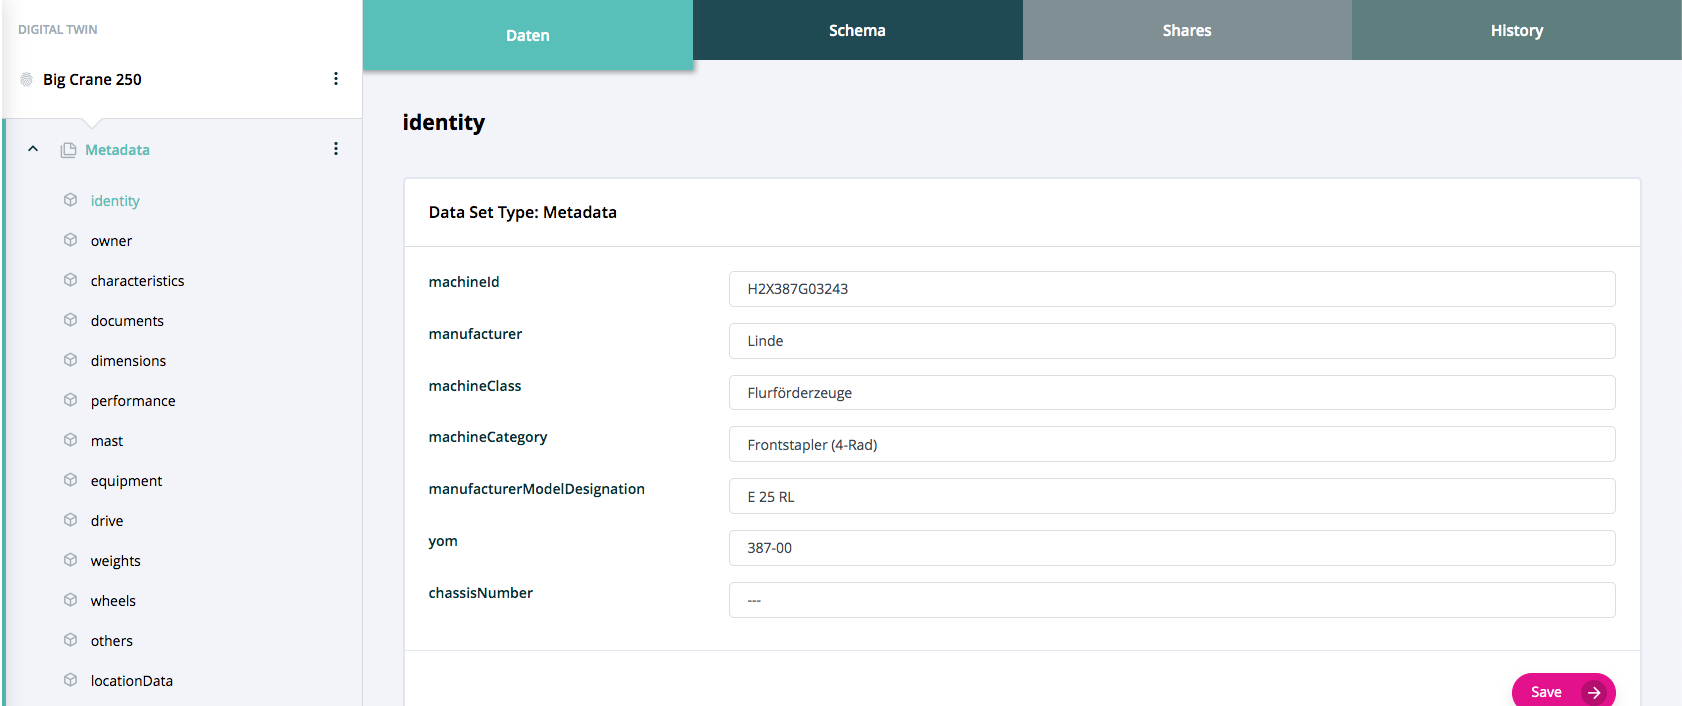 DIGITAL TWIN
Big Crane 250
Metadata
identity
owner
characteristics
documents
dimensions
performance
mast
equipment
drive
weights
wheels
others
locationData
Daten
Schema
Shares
History
identity
Data Set Type: Metadata
machineId
H2X387G03243
manufacturer
Linde
machineClass
Flurförderzeuge
machineCategory
Frontstapler (4-Rad)
manufacturerModelDesignation
E 25 RL
yom
387-00
chassisNumber
---
Save